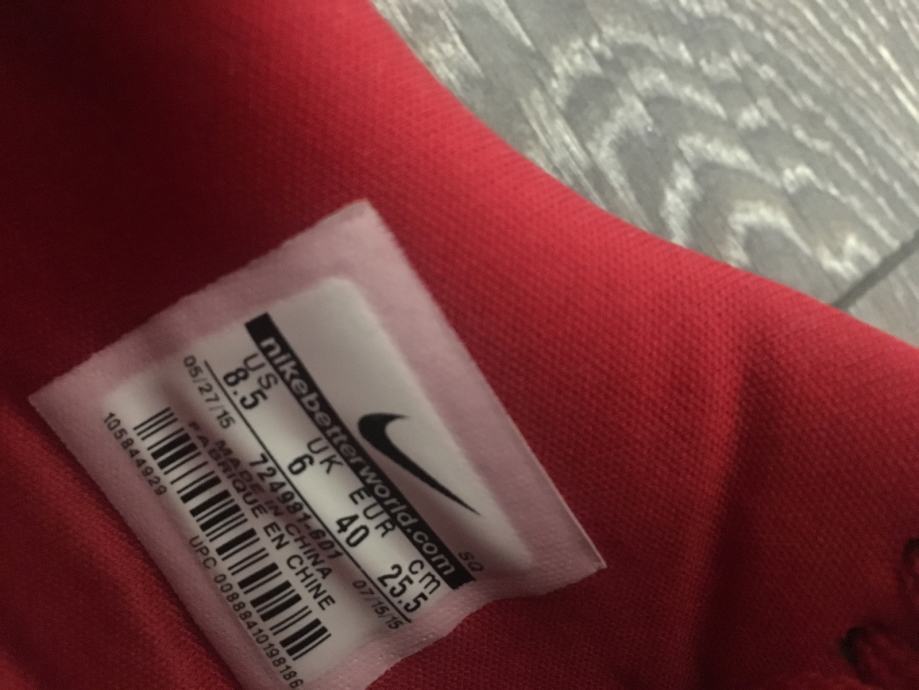 nikebetterworld.com
SQ
US UK EUR cm
8.5 6 40 25.5
05/27/15 724981-601 07/15/15
MADE IN CHINA
FABRIQUE EN CHINE
105844929
UPC 00888410198186